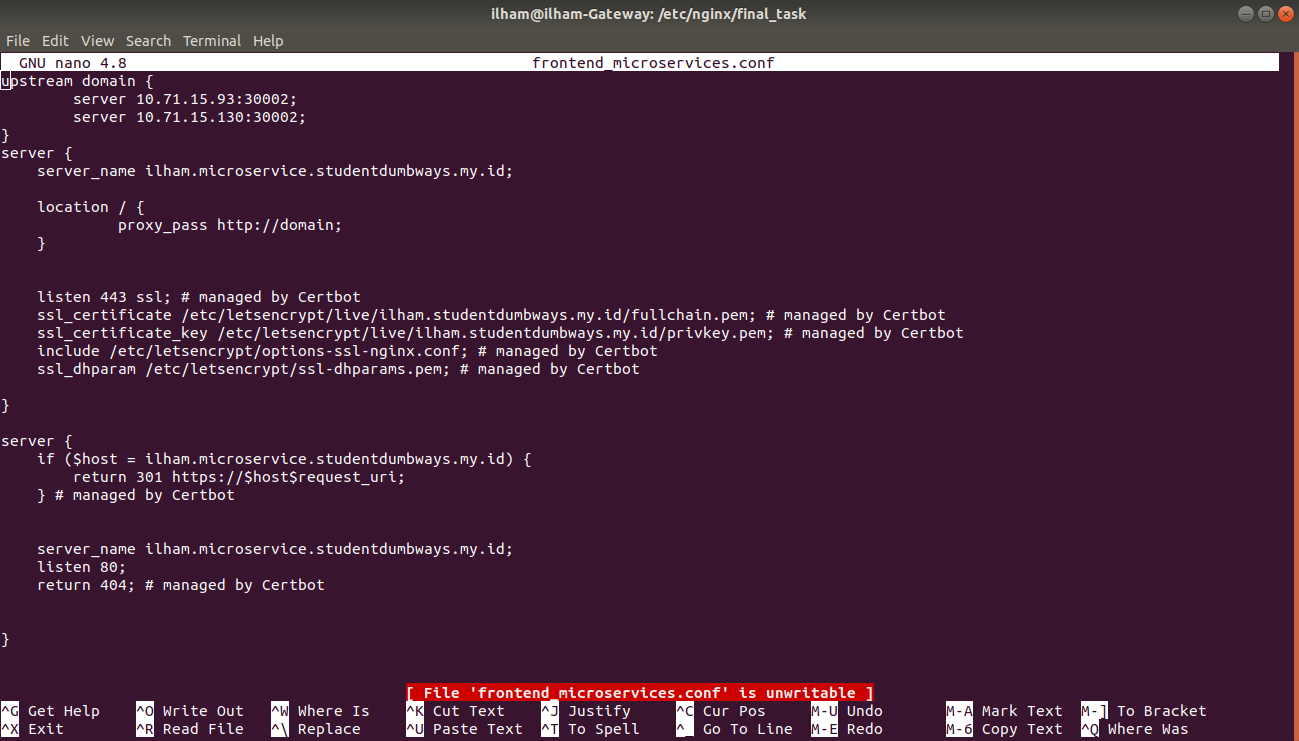 ilham@ilham-Gateway: /etc/nginx/final_task
File Edit View Search Terminal Help
GNU nano 4.8 frontend_microservices.conf
upstream domain {
        server 10.71.15.93:30002;
        server 10.71.15.130:30002;
}
server {
    server_name ilham.microservice.studentdumbways.my.id;
    location / {
             proxy_pass http://domain;
    }
    listen 443 ssl; # managed by Certbot
    ssl_certificate /etc/letsencrypt/live/ilham.studentdumbways.my.id/fullchain.pem; # managed by Certbot
    ssl_certificate_key /etc/letsencrypt/live/ilham.studentdumbways.my.id/privkey.pem; # managed by Certbot
    include /etc/letsencrypt/options-ssl-nginx.conf; # managed by Certbot
    ssl_dhparam /etc/letsencrypt/ssl-dhparams.pem; # managed by Certbot
}
server {
    if ($host = ilham.microservice.studentdumbways.my.id) {
        return 301 https://$host$request_uri;
    } # managed by Certbot
    server_name ilham.microservice.studentdumbways.my.id;
    listen 80;
    return 404; # managed by Certbot
}
[ File 'frontend_microservices.conf' is unwritable ]
^G Get Help ^O Write Out ^W Where Is ^K Cut Text ^J Justify ^C Cur Pos M-U Undo M-A Mark Text M-] To Bracket
^X Exit ^R Read File ^\ Replace ^U Paste Text ^T To Spell ^_ Go To Line M-E Redo M-6 Copy Text ^Q Where Was